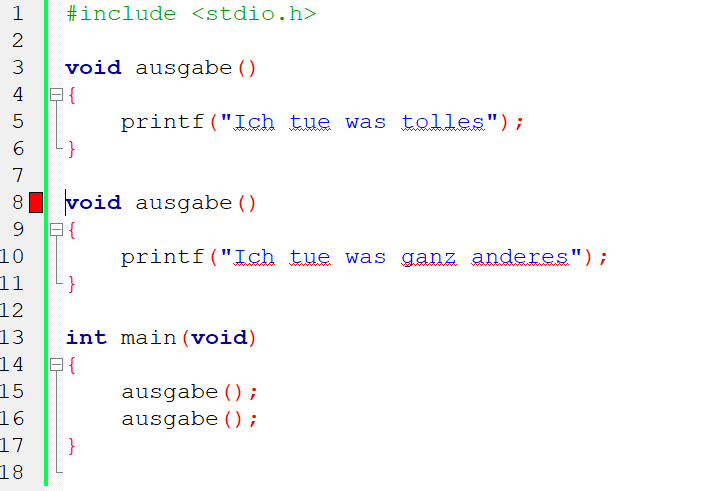 1 #include <stdio.h>
2
3 void ausgabe()
4 {
5     printf("Ich tue was tolles");
6 }
7
8 void ausgabe()
9 {
10     printf("Ich tue was ganz anderes");
11 }
12
13 int main(void)
14 {
15     ausgabe();
16     ausgabe();
17 }
18